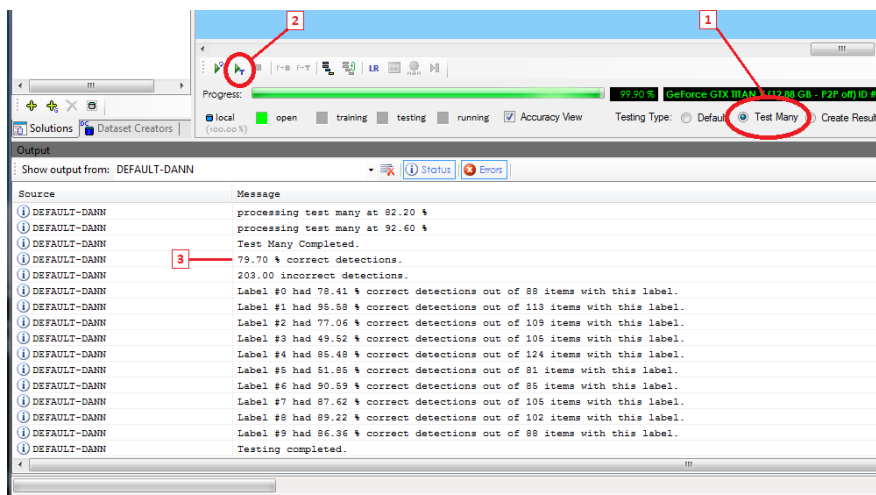 2
1
LR
NAN
Progress:
99.90 %
GeForce GTX TITAN X (12.88 GB - P2P off) ID #
local
(100.00 %)
open
training
testing
running
Accuracy View
Testing Type:
Default
Test Many
Create Resul
Solutions
Dataset Creators
Output
Show output from: DEFAULT-DANN
Status
Errors
Source Message
DEFAULT-DANN processing test many at 82.20 %
DEFAULT-DANN processing test many at 92.60 %
DEFAULT-DANN Test Many Completed.
DEFAULT-DANN 3 79.70 % correct detections.
DEFAULT-DANN 203.00 incorrect detections.
DEFAULT-DANN Label #0 had 78.41 % correct detections out of 88 items with this label.
DEFAULT-DANN Label #1 had 95.58 % correct detections out of 113 items with this label.
DEFAULT-DANN Label #2 had 77.06 % correct detections out of 109 items with this label.
DEFAULT-DANN Label #3 had 49.52 % correct detections out of 105 items with this label.
DEFAULT-DANN Label #4 had 85.48 % correct detections out of 124 items with this label.
DEFAULT-DANN Label #5 had 51.85 % correct detections out of 81 items with this label.
DEFAULT-DANN Label #6 had 90.59 % correct detections out of 85 items with this label.
DEFAULT-DANN Label #7 had 87.62 % correct detections out of 105 items with this label.
DEFAULT-DANN Label #8 had 89.22 % correct detections out of 102 items with this label.
DEFAULT-DANN Label #9 had 86.36 % correct detections out of 88 items with this label.
DEFAULT-DANN Testing completed.